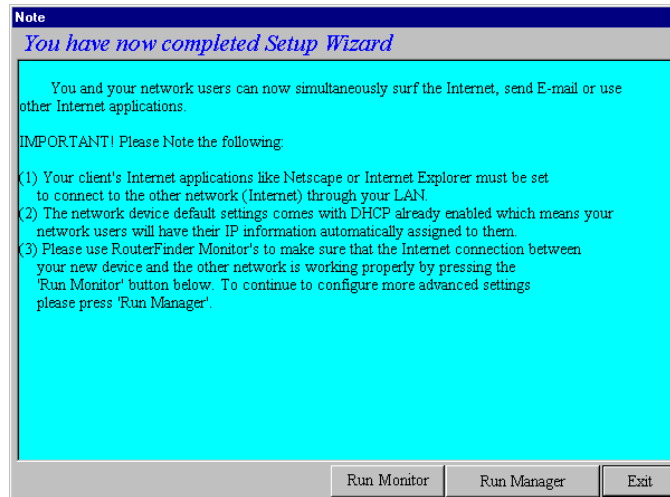 Note
You have now completed Setup Wizard
You and your network users can now simultaneously surf the Internet, send E-mail or use
other Internet applications.
IMPORTANT! Please Note the following:
(1) Your client's Internet applications like Netscape or Internet Explorer must be set
to connect to the other network (Internet) through your LAN.
(2) The network device default settings comes with DHCP already enabled which means your
network users will have their IP information automatically assigned to them.
(3) Please use RouterFinder Monitor's to make sure that the Internet connection between
your new device and the other network is working properly by pressing the
'Run Monitor' button below. To continue to configure more advanced settings
please press 'Run Manager'.
Run Monitor Run Manager Exit